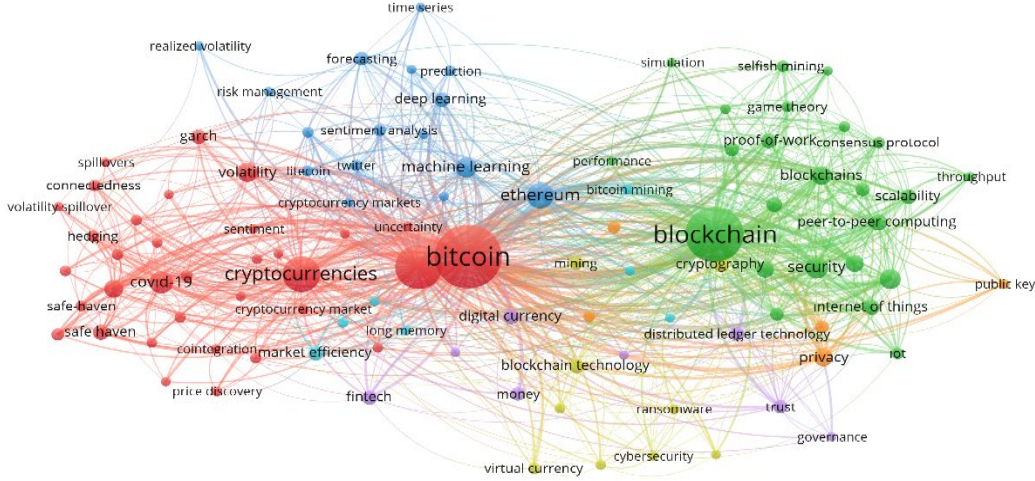 time series
realized volatility
forecasting
prediction
simulation
selfish mining
risk management
deep learning
game theory
garch
sentiment analysis
proof-of-work
consensus protocol
spillovers
volatility
litecoin
twitter
machine learning
performance
blockchains
throughput
connectedness
ethereum
bitcoin mining
scalability
volatility spillover
cryptocurrency markets
peer-to-peer computing
hedging
sentiment
uncertainty
blockchain
bitcoin
mining
cryptography
security
covid-19
cryptocurrencies
public key
safe-haven
cryptocurrency market
digital currency
internet of things
safe haven
long memory
distributed ledger technology
cointegration
market efficiency
blockchain technology
privacy
iot
price discovery
fintech
money
ransomware
trust
governance
virtual currency
cybersecurity